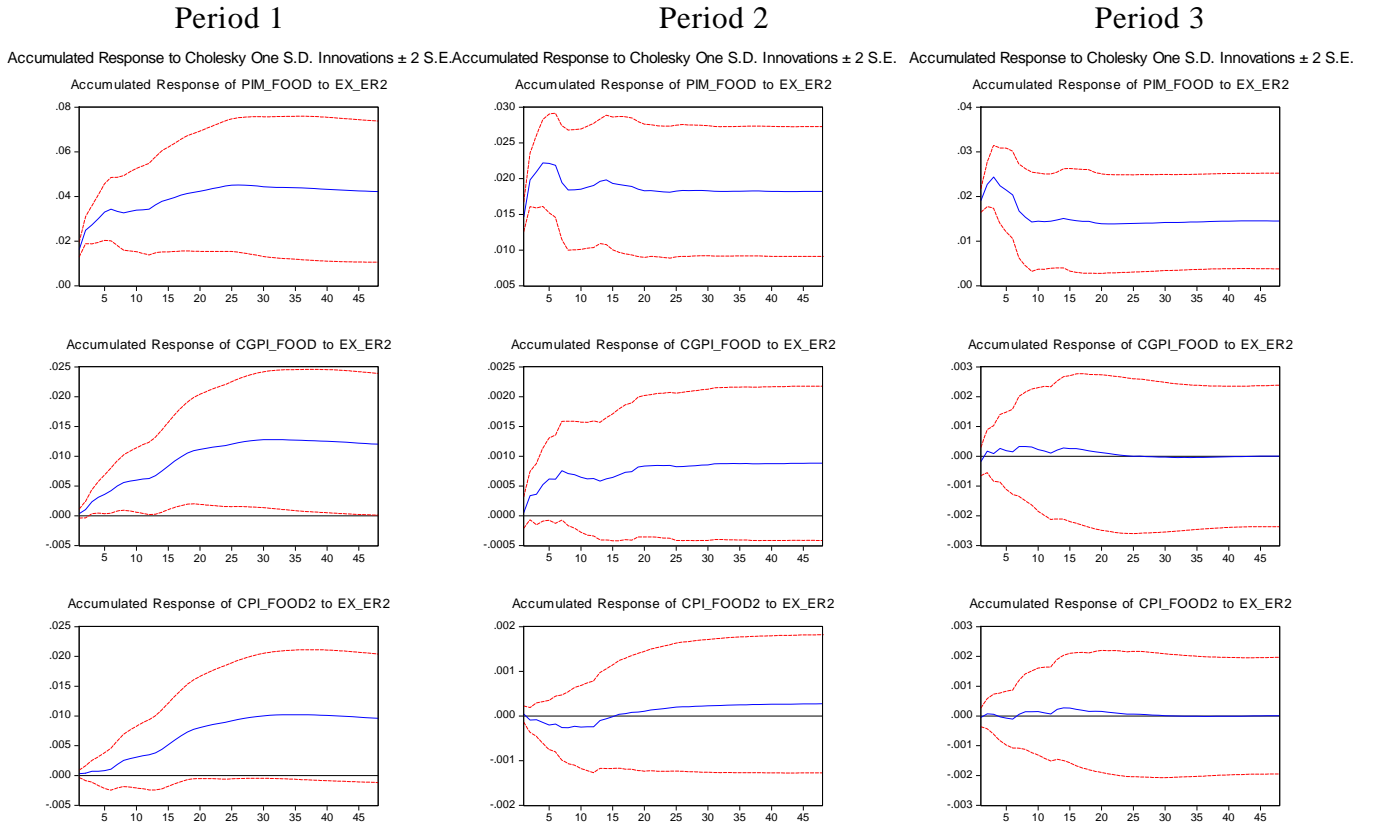 Period 1 Period 2 Period 3
Accumulated Response to Cholesky One S.D. Innovations ± 2 S.E. Accumulated Response to Cholesky One S.D. Innovations ± 2 S.E. Accumulated Response to Cholesky One S.D. Innovations ± 2 S.E.
Accumulated Response of PIM_FOOD to EX_ER2
.08
.06
.04
.02
.00
5 10 15 20 25 30 35 40 45
Accumulated Response of PIM_FOOD to EX_ER2
.030
.025
.020
.015
.010
.005
5 10 15 20 25 30 35 40 45
Accumulated Response of PIM_FOOD to EX_ER2
.04
.03
.02
.01
.00
5 10 15 20 25 30 35 40 45
Accumulated Response of CGPI_FOOD to EX_ER2
.025
.020
.015
.010
.005
.000
-.005
5 10 15 20 25 30 35 40 45
Accumulated Response of CGPI_FOOD to EX_ER2
.0025
.0020
.0015
.0010
.0005
.0000
-.0005
5 10 15 20 25 30 35 40 45
Accumulated Response of CGPI_FOOD to EX_ER2
.003
.002
.001
.000
-.001
-.002
-.003
5 10 15 20 25 30 35 40 45
Accumulated Response of CPI_FOOD2 to EX_ER2
.025
.020
.015
.010
.005
.000
-.005
5 10 15 20 25 30 35 40 45
Accumulated Response of CPI_FOOD2 to EX_ER2
.002
.001
.000
-.001
-.002
5 10 15 20 25 30 35 40 45
Accumulated Response of CPI_FOOD2 to EX_ER2
.003
.002
.001
.000
-.001
-.002
-.003
5 10 15 20 25 30 35 40 45